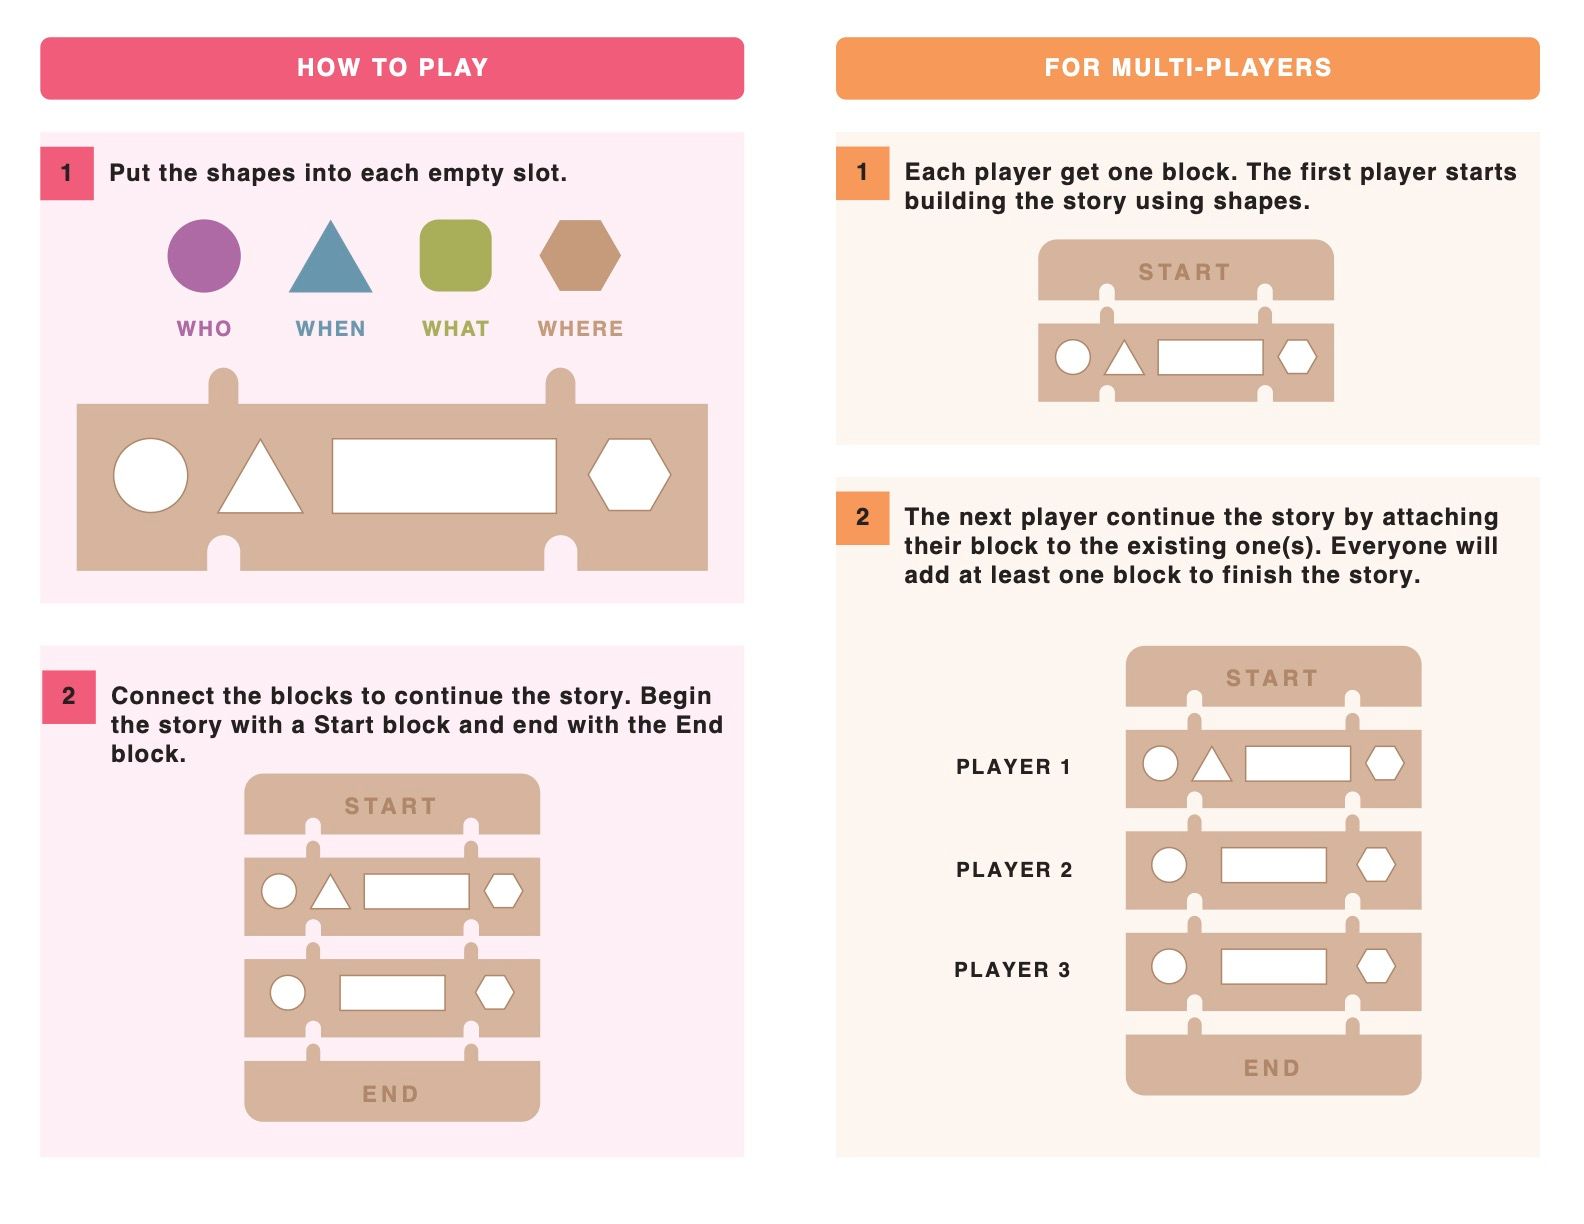 HOW TO PLAY
1
Put the shapes into each empty slot.
WHO
WHEN
WHAT
WHERE
2
Connect the blocks to continue the story. Begin
the story with a Start block and end with the End
block.
START
END
FOR MULTI-PLAYERS
1
Each player get one block. The first player starts
building the story using shapes.
START
2
The next player continue the story by attaching
their block to the existing one(s). Everyone will
add at least one block to finish the story.
START
PLAYER 1
PLAYER 2
PLAYER 3
END